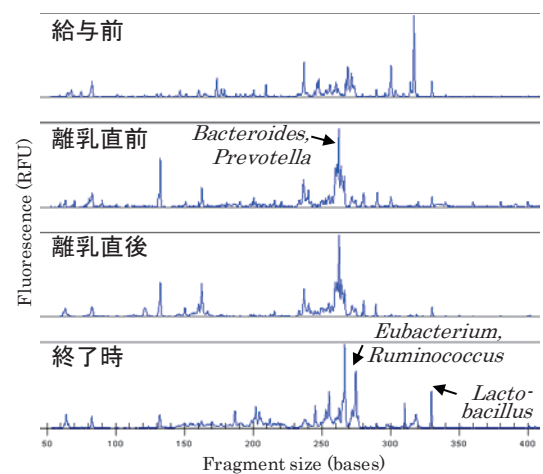 給与前
離乳直前
Bacteroides,
Prevotella
離乳直後
終了時
Eubacterium,
Ruminococcus
Lacto-
bacillus
Fluorescence (RFU)
50 100 150 200 250 300 350 400
Fragment size (bases)